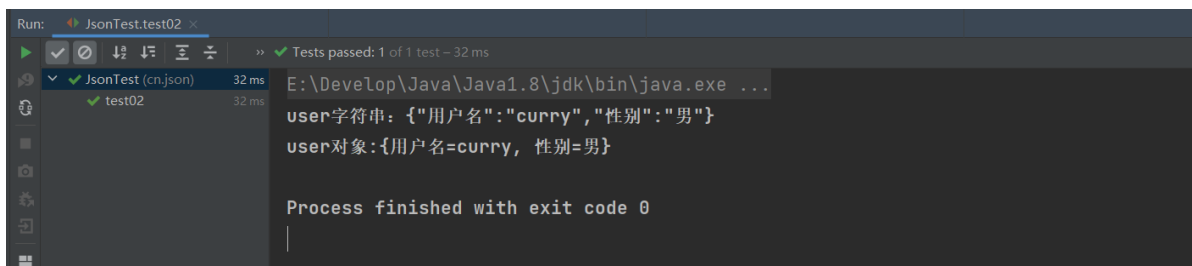 Run: JsonTest.test02 ×
» Tests passed: 1 of 1 test – 32 ms
JsonTest (cn.json) 32 ms
test02 32 ms
E:\Develop\Java\Java1.8\jdk\bin\java.exe ...
user字符串：{"用户名":"curry","性别":"男"}
user对象:{用户名=curry, 性别=男}
Process finished with exit code 0